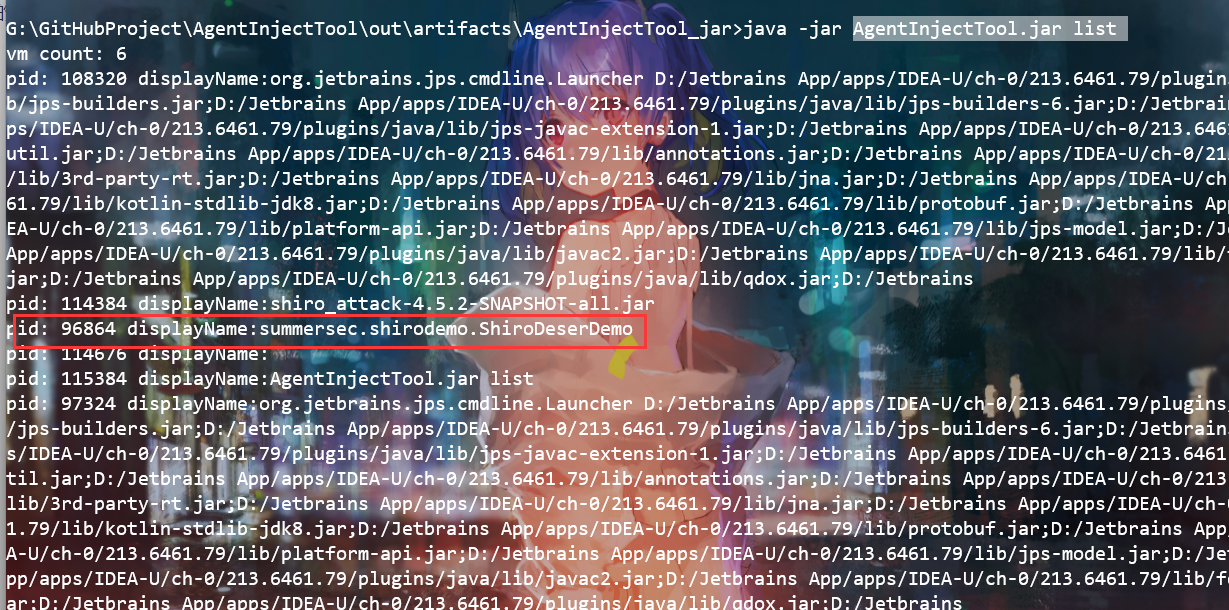 G:\GitHubProject\AgentInjectTool\out\artifacts\AgentInjectTool_jar>java -jar AgentInjectTool.jar list
vm count: 6
pid: 108320 displayName:org.jetbrains.jps.cmdline.Launcher D:/Jetbrains App/apps/IDEA-U/ch-0/213.6461.79/plugin
b/jps-builders.jar;D:/Jetbrains App/apps/IDEA-U/ch-0/213.6461.79/plugins/java/lib/jps-builders-6.jar;D:/Jetbrai
ps/IDEA-U/ch-0/213.6461.79/plugins/java/lib/jps-javac-extension-1.jar;D:/Jetbrains App/apps/IDEA-U/ch-0/213.646
util.jar;D:/Jetbrains App/apps/IDEA-U/ch-0/213.6461.79/lib/annotations.jar;D:/Jetbrains App/apps/IDEA-U/ch-0/21
/lib/3rd-party-rt.jar;D:/Jetbrains App/apps/IDEA-U/ch-0/213.6461.79/lib/jna.jar;D:/Jetbrains App/apps/IDEA-U/ch
61.79/lib/kotlin-stdlib-jdk8.jar;D:/Jetbrains App/apps/IDEA-U/ch-0/213.6461.79/lib/protobuf.jar;D:/Jetbrains Ap
EA-U/ch-0/213.6461.79/lib/platform-api.jar;D:/Jetbrains App/apps/IDEA-U/ch-0/213.6461.79/lib/jps-model.jar;D:/J
App/apps/IDEA-U/ch-0/213.6461.79/plugins/java/lib/javac2.jar;D:/Jetbrains App/apps/IDEA-U/ch-0/213.6461.79/lib/
jar;D:/Jetbrains App/apps/IDEA-U/ch-0/213.6461.79/plugins/java/lib/qdox.jar;D:/Jetbrains
pid: 114384 displayName:shiro_attack-4.5.2-SNAPSHOT-all.jar
pid: 96864 displayName:summersec.shirodemo.ShiroDeserDemo
pid: 114676 displayName:
pid: 115384 displayName:AgentInjectTool.jar list
pid: 97324 displayName:org.jetbrains.jps.cmdline.Launcher D:/Jetbrains App/apps/IDEA-U/ch-0/213.6461.79/plugins
/jps-builders.jar;D:/Jetbrains App/apps/IDEA-U/ch-0/213.6461.79/plugins/java/lib/jps-builders-6.jar;D:/Jetbrain
s/IDEA-U/ch-0/213.6461.79/plugins/java/lib/jps-javac-extension-1.jar;D:/Jetbrains App/apps/IDEA-U/ch-0/213.6461
til.jar;D:/Jetbrains App/apps/IDEA-U/ch-0/213.6461.79/lib/annotations.jar;D:/Jetbrains App/apps/IDEA-U/ch-0/213
lib/3rd-party-rt.jar;D:/Jetbrains App/apps/IDEA-U/ch-0/213.6461.79/lib/jna.jar;D:/Jetbrains App/apps/IDEA-U/ch-
1.79/lib/kotlin-stdlib-jdk8.jar;D:/Jetbrains App/apps/IDEA-U/ch-0/213.6461.79/lib/protobuf.jar;D:/Jetbrains App
A-U/ch-0/213.6461.79/lib/platform-api.jar;D:/Jetbrains App/apps/IDEA-U/ch-0/213.6461.79/lib/jps-model.jar;D:/Je
pp/apps/IDEA-U/ch-0/213.6461.79/plugins/java/lib/javac2.jar;D:/Jetbrains App/apps/IDEA-U/ch-0/213.6461.79/lib/f
ar;D:/Jetbrains App/apps/IDEA-U/ch-0/213.6461.79/plugins/java/lib/qdox.jar;D:/Jetbrains